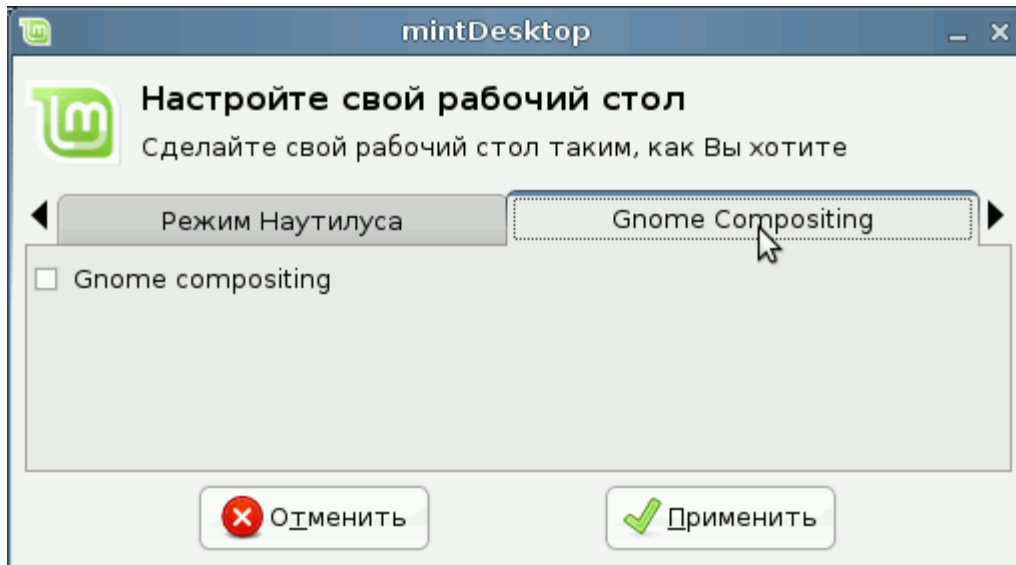 mintDesktop
Настройте свой рабочий стол
Сделайте свой рабочий стол таким, как Вы хотите
Режим Наутилуса Gnome Compositing
Gnome compositing
Отменить Применить